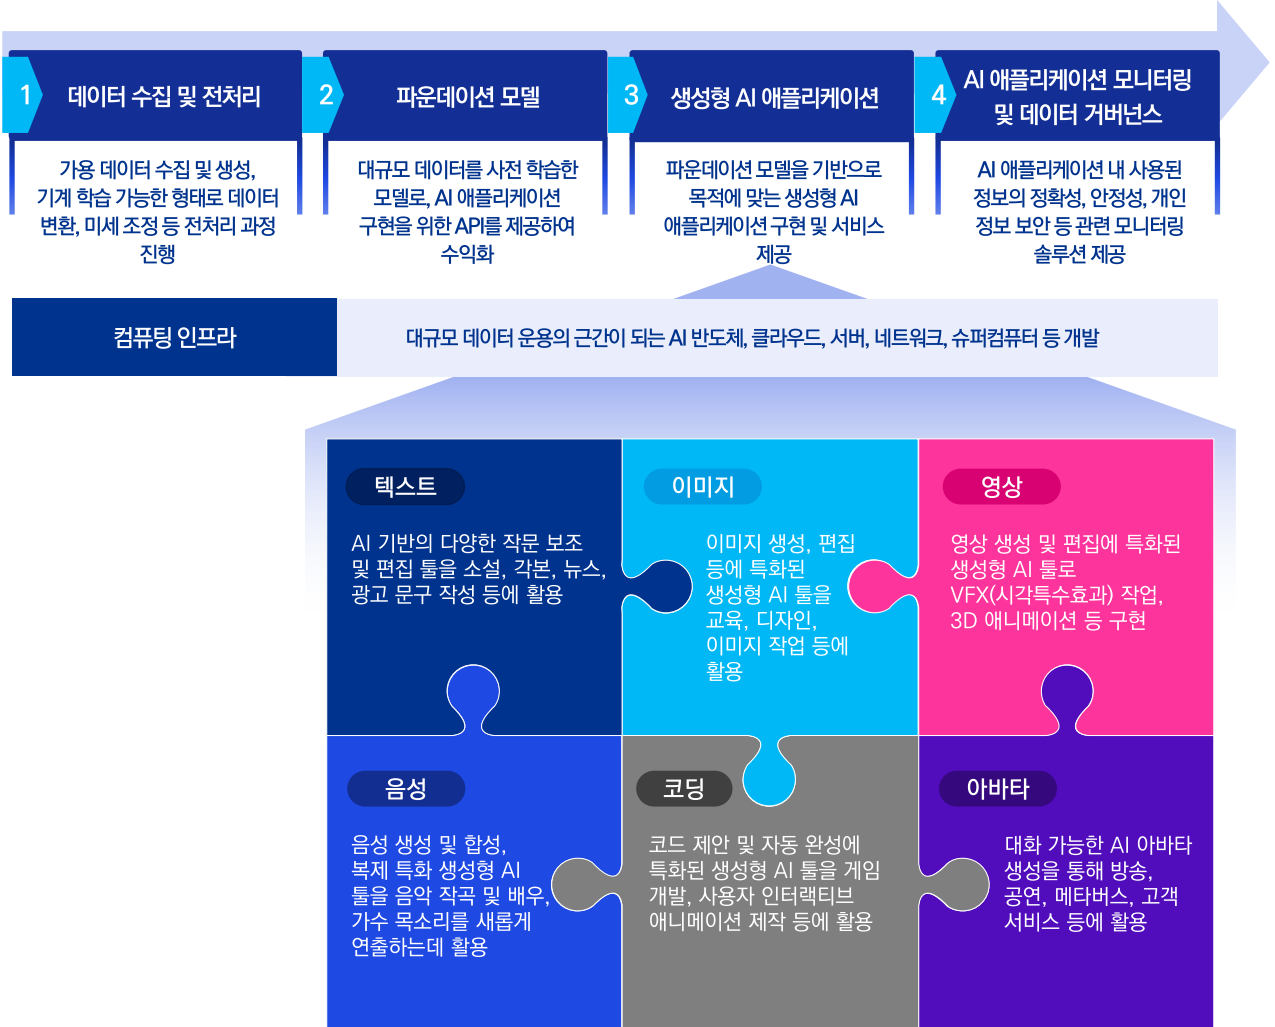 1
데이터 수집 및 전처리
가용 데이터 수집 및 생성,
기계 학습 가능한 형태로 데이터
변환, 미세 조정 등 전처리 과정
진행
2
파운데이션 모델
대규모 데이터를 사전 학습한
모델로, AI 애플리케이션
구현을 위한 API를 제공하여
수익화
3
생성형 AI 애플리케이션
파운데이션 모델을 기반으로
목적에 맞는 생성형 AI
애플리케이션 구현 및 서비스
제공
4
AI 애플리케이션 모니터링
및 데이터 거버넌스
AI 애플리케이션 내 사용된
정보의 정확성, 안정성, 개인
정보 보안 등 관련 모니터링
솔루션 제공
컴퓨팅 인프라
대규모 데이터 운용의 근간이 되는 AI 반도체, 클라우드, 서버, 네트워크, 슈퍼컴퓨터 등 개발
텍스트
AI 기반의 다양한 작문 보조
및 편집 툴을 소설, 각본, 뉴스,
광고 문구 작성 등에 활용
이미지
이미지 생성, 편집
등에 특화된
생성형 AI 툴을
교육, 디자인,
이미지 작업 등에
활용
영상
영상 생성 및 편집에 특화된
생성형 AI 툴로
VFX(시각특수효과) 작업,
3D 애니메이션 등 구현
음성
음성 생성 및 합성,
복제 특화 생성형 AI
툴을 음악 작곡 및 배우,
가수 목소리를 새롭게
연출하는데 활용
코딩
코드 제안 및 자동 완성에
특화된 생성형 AI 툴을 게임
개발, 사용자 인터랙티브
애니메이션 제작 등에 활용
아바타
대화 가능한 AI 아바타
생성을 통해 방송,
공연, 메타버스, 고객
서비스 등에 활용